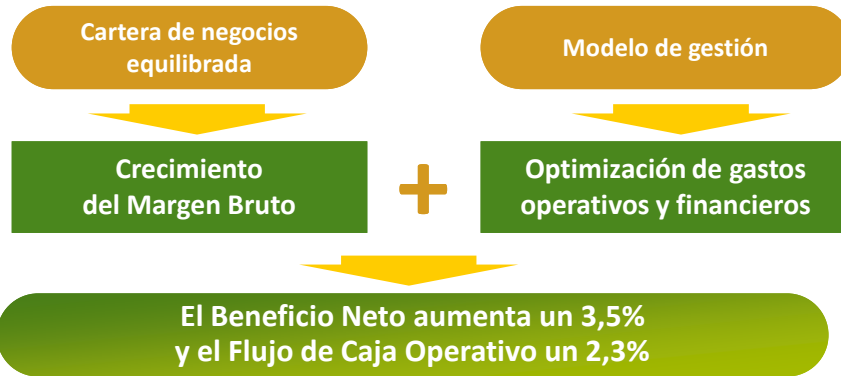 Cartera de negocios
equilibrada
Modelo de gestión
Crecimiento
del Margen Bruto
+
Optimización de gastos
operativos y financieros
El Beneficio Neto aumenta un 3,5%
y el Flujo de Caja Operativo un 2,3%